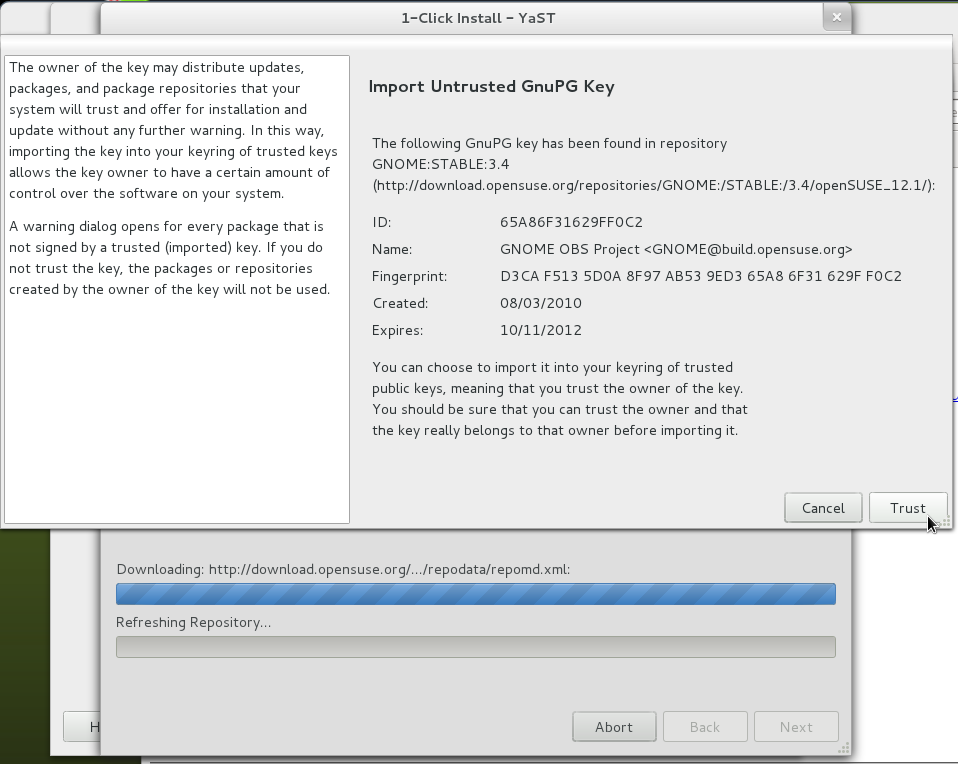 1-Click Install - YaST
The owner of the key may distribute updates,
packages, and package repositories that your
system will trust and offer for installation and
update without any further warning. In this way,
importing the key into your keyring of trusted keys
allows the key owner to have a certain amount of
control over the software on your system.
A warning dialog opens for every package that is
not signed by a trusted (imported) key. If you do
not trust the key, the packages or repositories
created by the owner of the key will not be used.
Import Untrusted GnuPG Key
The following GnuPG key has been found in repository
GNOME:STABLE:3.4
(http://download.opensuse.org/repositories/GNOME:/STABLE:/3.4/openSUSE_12.1/):
ID: 65A86F31629FF0C2
Name: GNOME OBS Project <GNOME@build.opensuse.org>
Fingerprint: D3CA F513 5D0A 8F97 AB53 9ED3 65A8 6F31 629F F0C2
Created: 08/03/2010
Expires: 10/11/2012
You can choose to import it into your keyring of trusted
public keys, meaning that you trust the owner of the key.
You should be sure that you can trust the owner and that
the key really belongs to that owner before importing it.
Cancel Trust
Downloading: http://download.opensuse.org/.../repodata/repomd.xml:
Refreshing Repository...
Abort Back Next